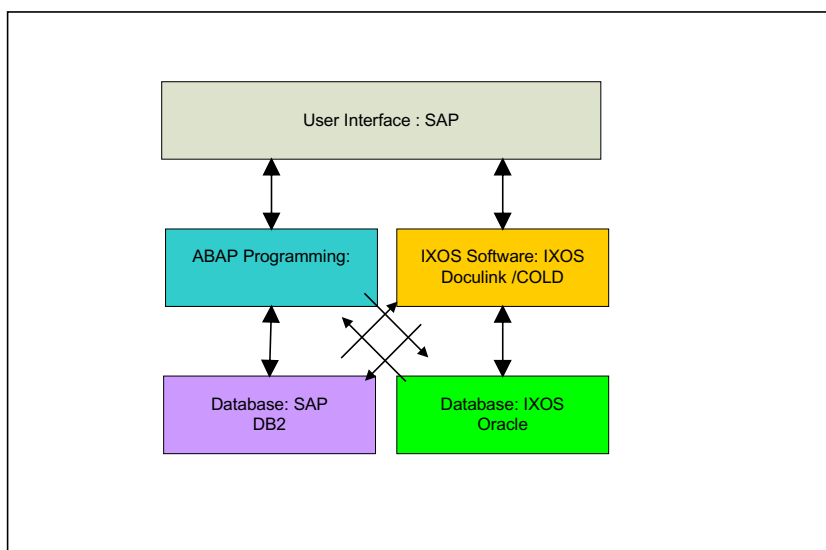 User Interface : SAP
ABAP Programming:
IXOS Software: IXOS
Doculink /COLD
Database: SAP
DB2
Database: IXOS
Oracle